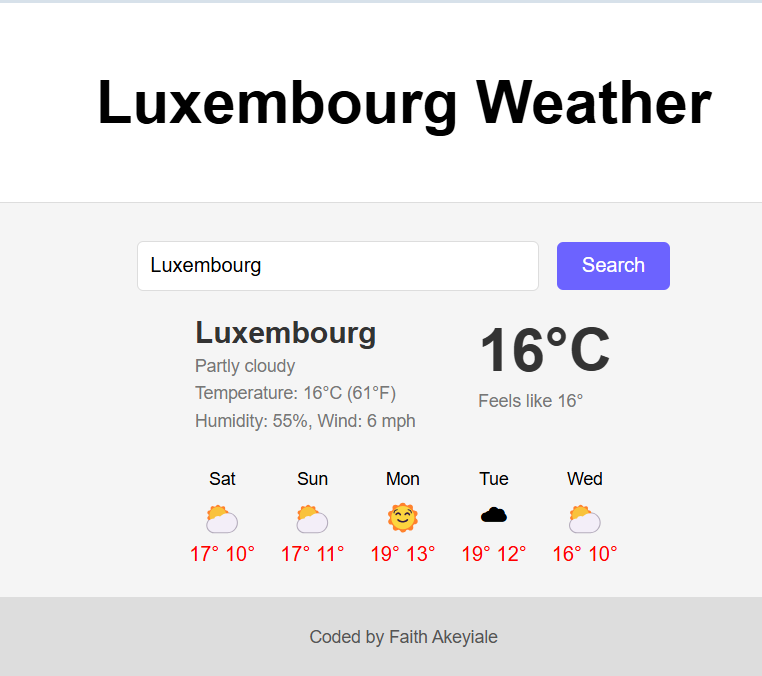 Luxembourg Weather
Luxembourg
Search
Luxembourg
Partly cloudy
Temperature: 16°C (61°F)
Humidity: 55%, Wind: 6 mph
16°C
Feels like 16°
Sat Sun Mon Tue Wed
17° 10° 17° 11° 19° 13° 19° 12° 16° 10°
Coded by Faith Akeyiale